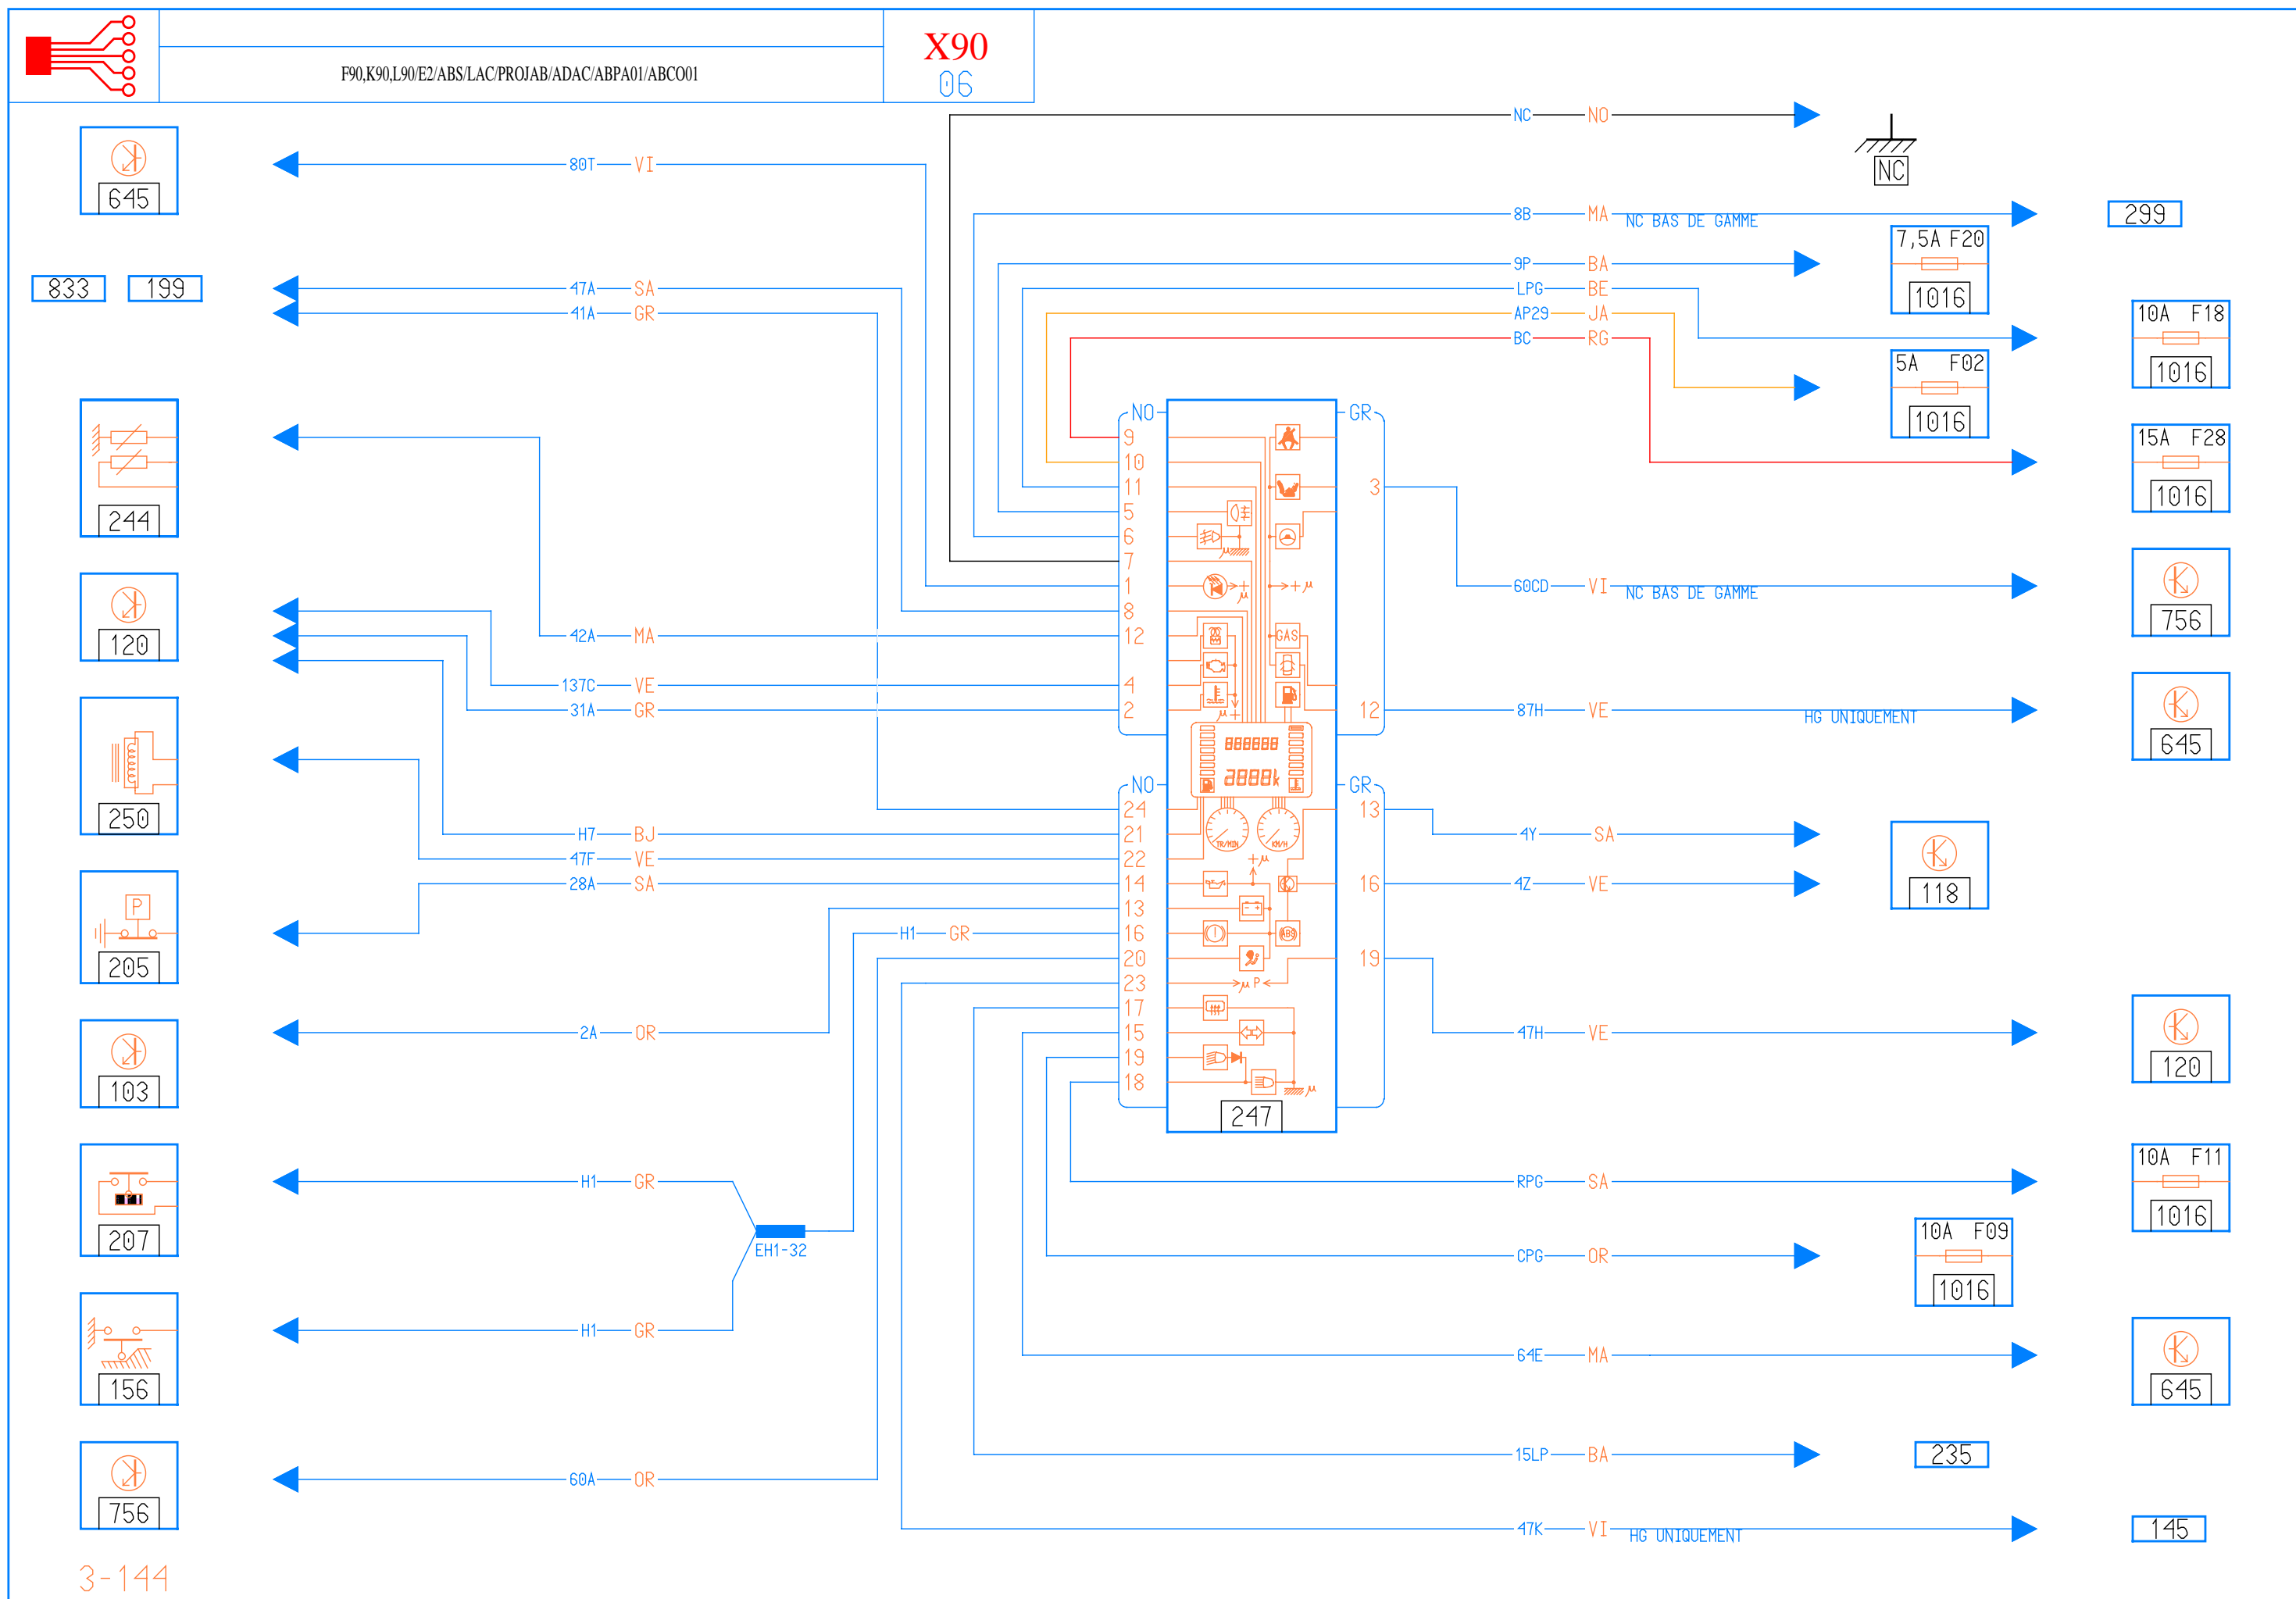 X90
F90,K90,L90/E2/ABS/LAC/PROJAB/ADAC/ABPA01/ABCO01
06
NC NO
NC
645
80T VI
8B MA NC BAS DE GAMME
299
7,5A F20
1016
9P BA
833 199
47A SA
LPG BE
10A F18
1016
41A GR
AP29 JA
BC RG
5A F02
1016
15A F28
1016
244
NO
9
10
11
5
6
7
1
8
12
4
2
GR
3
12
µ
+
µ
+ µ
GAS
µ +
60CD VI NC BAS DE GAMME
756
120
42A MA
137C VE
31A GR
87H VE HG UNIQUEMENT
645
250
888888
8888k
NO
24
21
22
14
13
16
20
23
17
15
19
18
GR
13
16
19
TR/MIN
KM/H
+ µ
ABS
µP
µ
247
H7 BJ
47F VE
28A SA
4Y SA
4Z VE
118
P
205
H1 GR
2A OR
103
47H VE
120
H1 GR
207
EH1-32
RPG SA
10A F11
1016
CPG OR
10A F09
1016
H1 GR
156
64E MA
645
15LP BA
235
60A OR
756
47K VI HG UNIQUEMENT
145
3-144